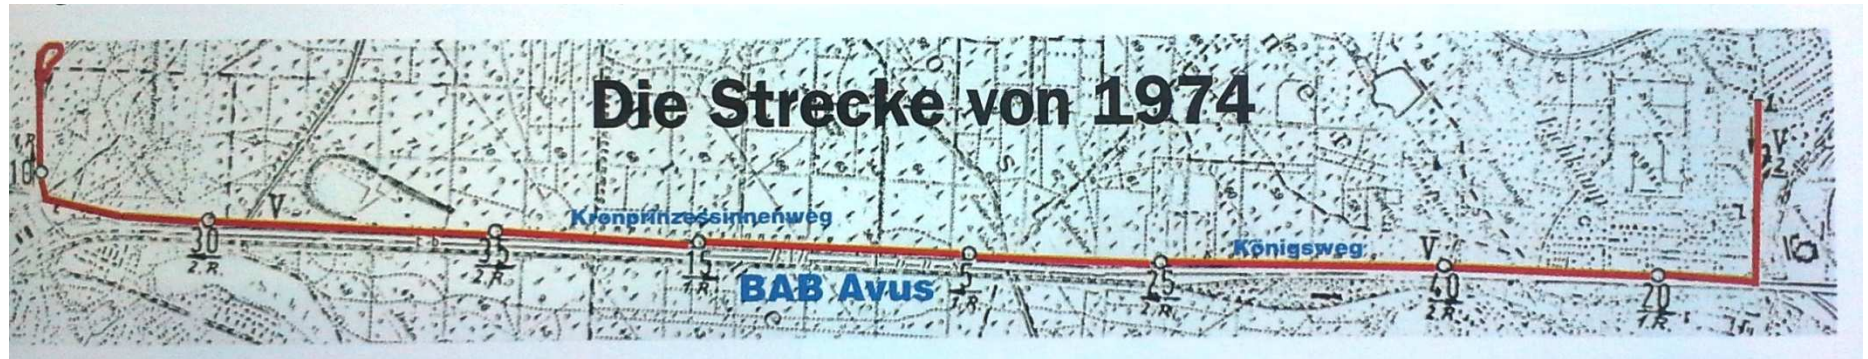 Die Strecke von 1974
10
V
Kronprinzessinnenweg
Königsweg
V
V
2
30
2.R.
35
2.R.
15
1.R.
BAB Avus
5
1.R.
25
2.R.
40
2.R.
20
1.R.